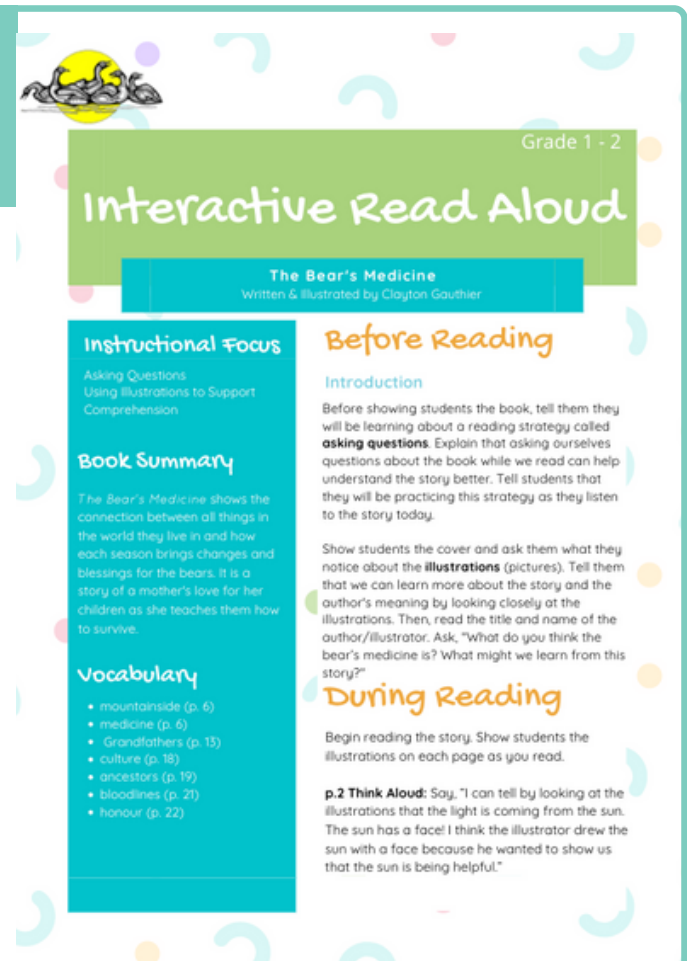 Grade 1 - 2
Interactive Read Aloud
The Bear's Medicine
Written & Illustrated by Clayton Gauthier
Instructional Focus
Asking Questions
Using Illustrations to Support
Comprehension
Book Summary
The Bear's Medicine shows the
connection between all things in
the world they live in and how
each season brings changes and
blessings for the bears. It is a
story of a mother's love for her
children as she teaches them how
to survive.
Vocabulary
• mountainside (p. 6)
• medicine (p. 6)
• Grandfathers (p. 13)
• culture (p. 18)
• ancestors (p. 19)
• bloodlines (p. 21)
• honour (p. 22)
Before Reading
Introduction
Before showing students the book, tell them they
will be learning about a reading strategy called
asking questions. Explain that asking ourselves
questions about the book while we read can help
understand the story better. Tell students that
they will be practicing this strategy as they listen
to the story today.
Show students the cover and ask them what they
notice about the illustrations (pictures). Tell them
that we can learn more about the story and the
author's meaning by looking closely at the
illustrations. Then, read the title and name of the
author/illustrator. Ask, "What do you think the
bear's medicine is? What might we learn from this
story?"
During Reading
Begin reading the story. Show students the
illustrations on each page as you read.
p.2 Think Aloud: Say, "I can tell by looking at the
illustrations that the light is coming from the sun.
The sun has a face! I think the illustrator drew the
sun with a face because he wanted to show us
that the sun is being helpful."